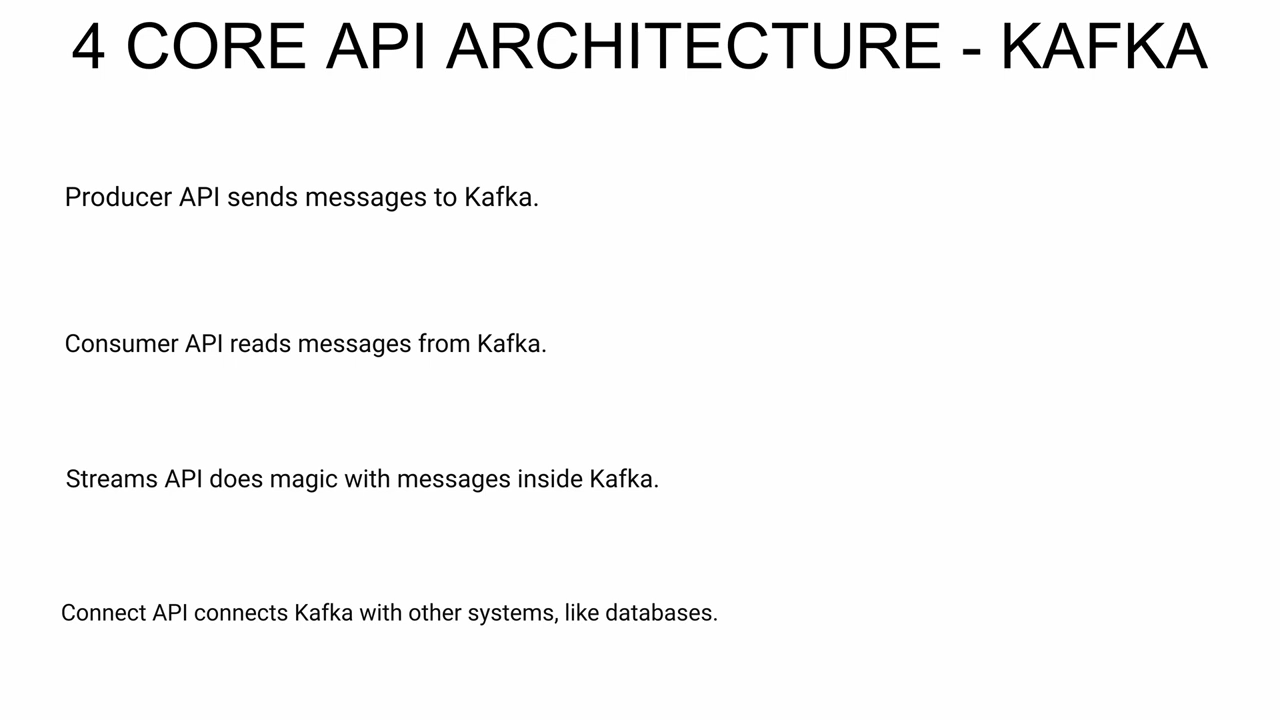 4 CORE API ARCHITECTURE - KAFKA
Producer API sends messages to Kafka.
Consumer API reads messages from Kafka.
Streams API does magic with messages inside Kafka.
Connect API connects Kafka with other systems, like databases.